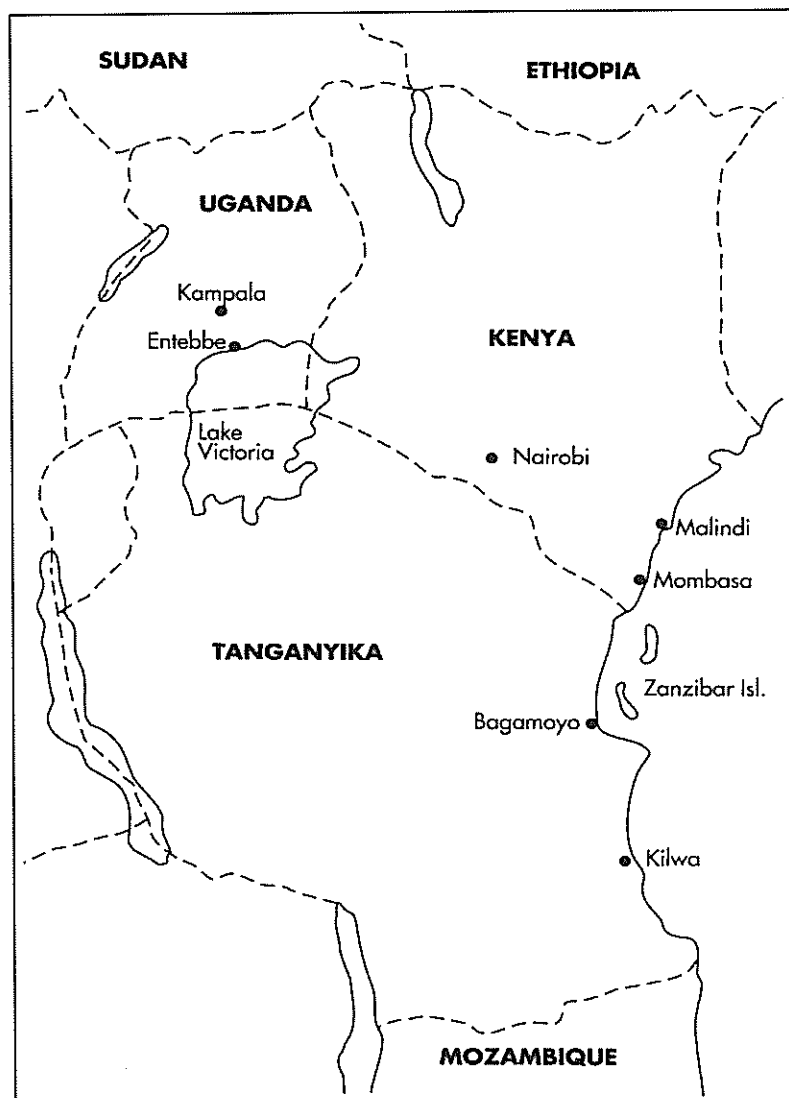 SUDAN
ETHIOPIA
UGANDA
Kampala
Entebbe
KENYA
Lake
Victoria
Nairobi
Malindi
Mombasa
TANGANYIKA
Zanzibar Isl.
Bagamoyo
Kilwa
MOZAMBIQUE